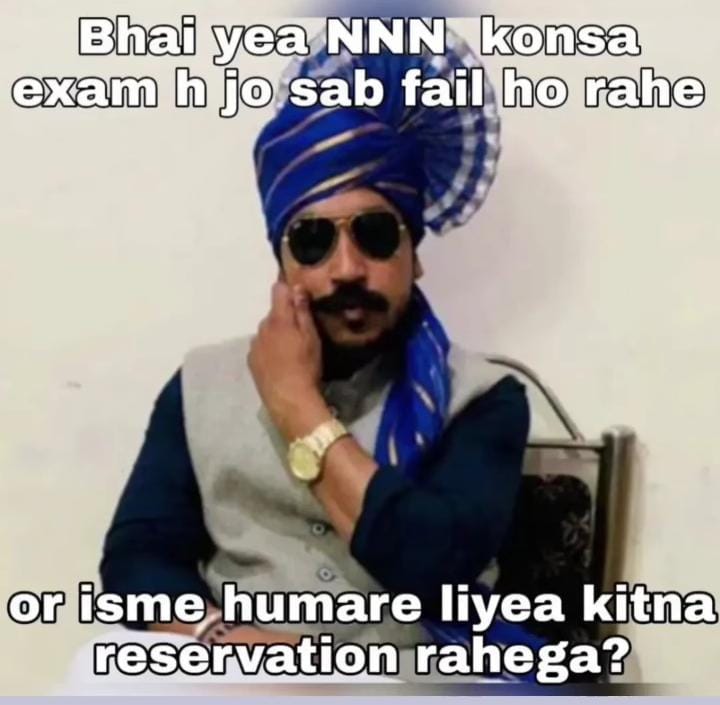 Bhai yea NNN konsa
exam h jo sab fail ho rahe
or isme humare liyea kitna
reservation rahega?